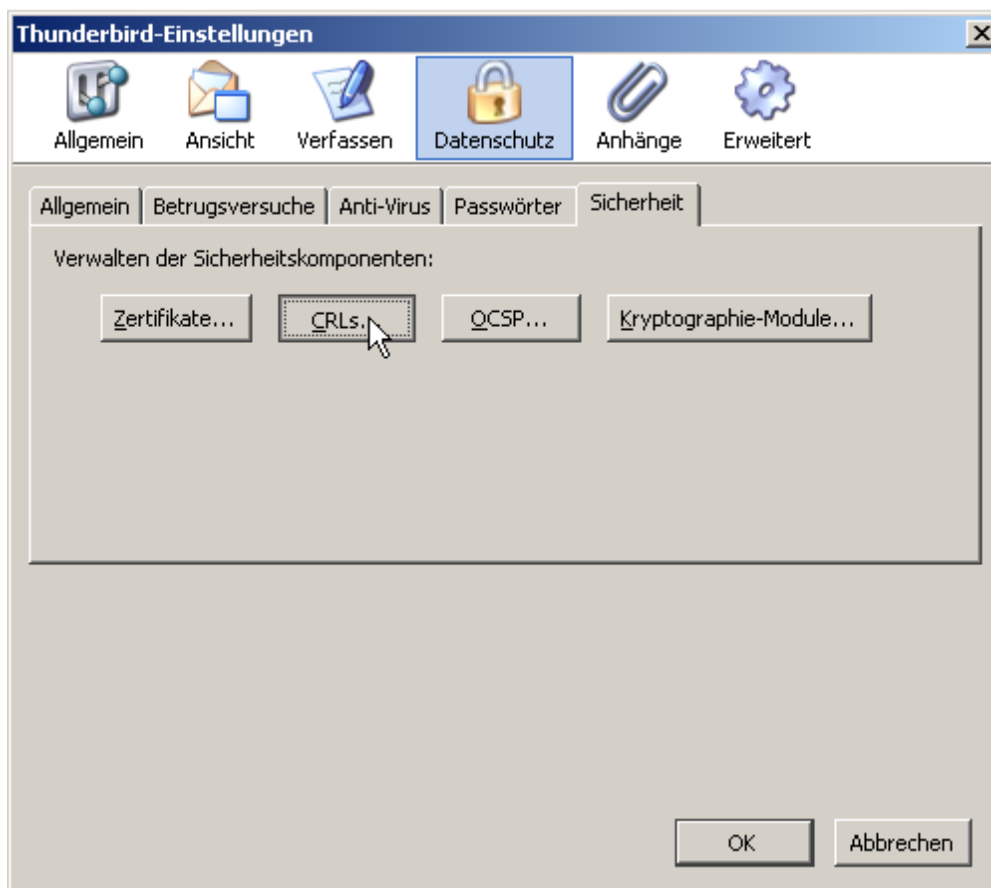 Thunderbird-Einstellungen
Allgemein Ansicht Verfassen Datenschutz Anhänge Erweitert
Allgemein Betrugsversuche Anti-Virus Passwörter Sicherheit
Verwalten der Sicherheitskomponenten:
Zertifikate... CRLs... OCSP... Kryptographie-Module...
OK Abbrechen